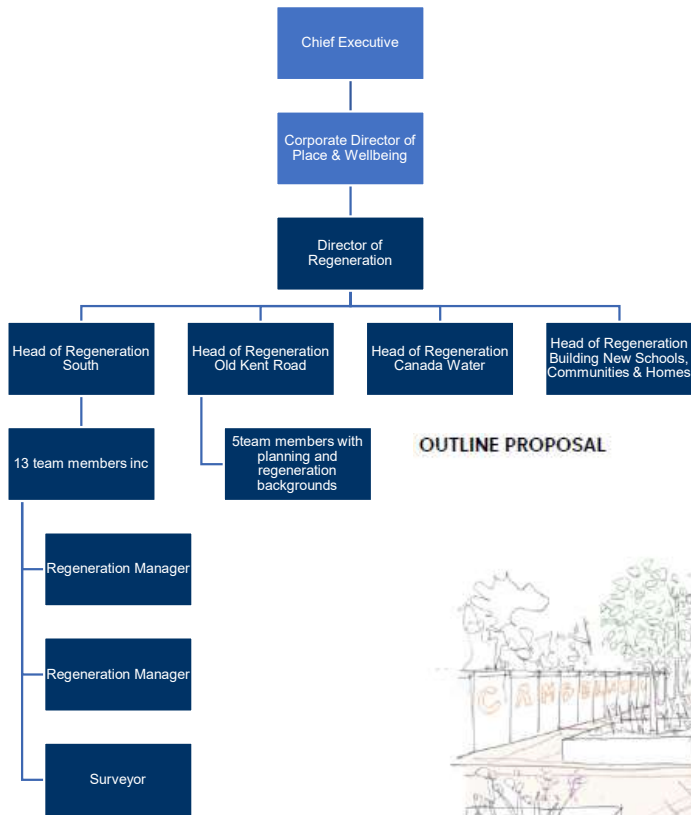 Chief Executive
Corporate Director of
Place & Wellbeing
Director of
Regeneration
Head of Regeneration
South
Head of Regeneration
Old Kent Road
Head of Regeneration
Canada Water
Head of Regeneration
Building New Schools,
Communities & Homes
13 team members inc
5team members with
planning and
regeneration
backgrounds
OUTLINE PROPOSAL
Regeneration Manager
Regeneration Manager
Surveyor